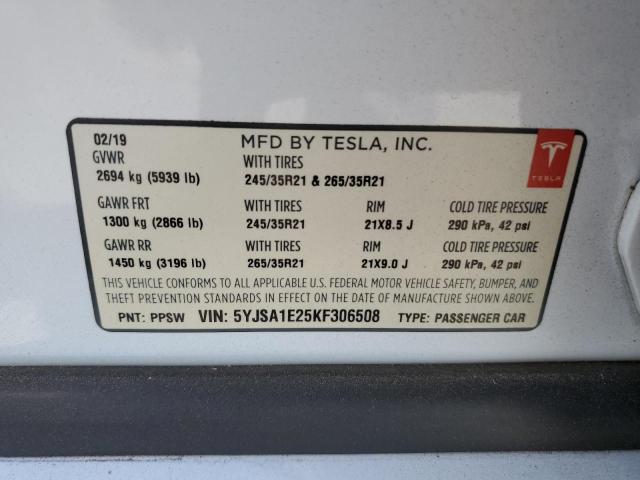 02/19 MFD BY TESLA, INC.
GVWR WITH TIRES
2694 kg (5939 lb) 245/35R21 & 265/35R21
TESLA
GAWR FRT WITH TIRES RIM COLD TIRE PRESSURE
1300 kg (2866 lb) 245/35R21 21X8.5 J 290 kPa, 42 psi
GAWR RR WITH TIRES RIM COLD TIRE PRESSURE
1450 kg (3196 lb) 265/35R21 21X9.0 J 290 kPa, 42 psi
THIS VEHICLE CONFORMS TO ALL APPLICABLE U.S. FEDERAL MOTOR VEHICLE SAFETY, BUMPER, AND
THEFT PREVENTION STANDARDS IN EFFECT ON THE DATE OF MANUFACTURE SHOWN ABOVE.
PNT: PPSW VIN: 5YJSA1E25KF306508 TYPE: PASSENGER CAR